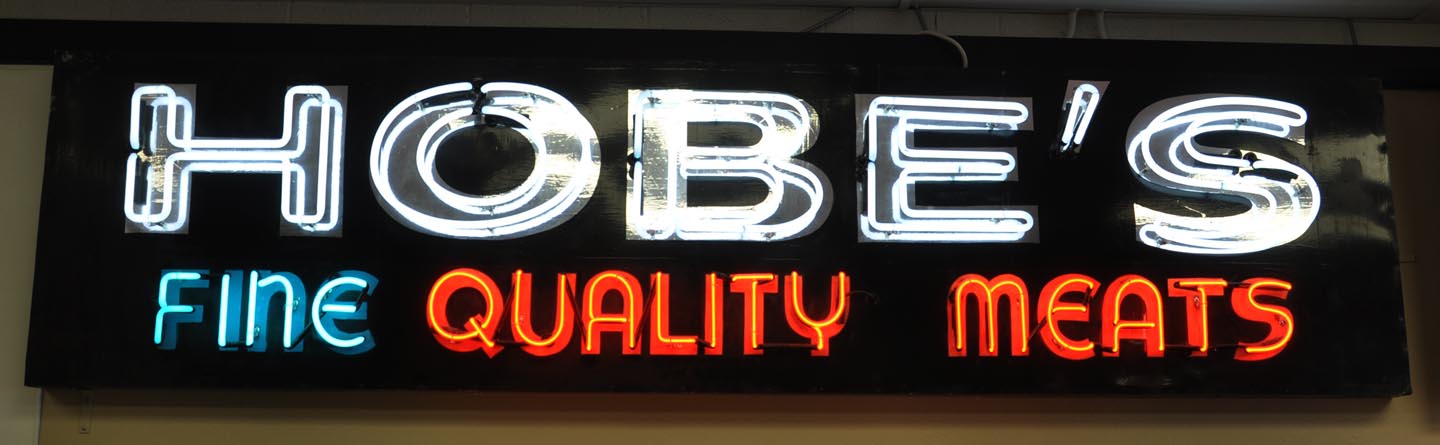 HOBE'S
FINE QUALITY MEATS